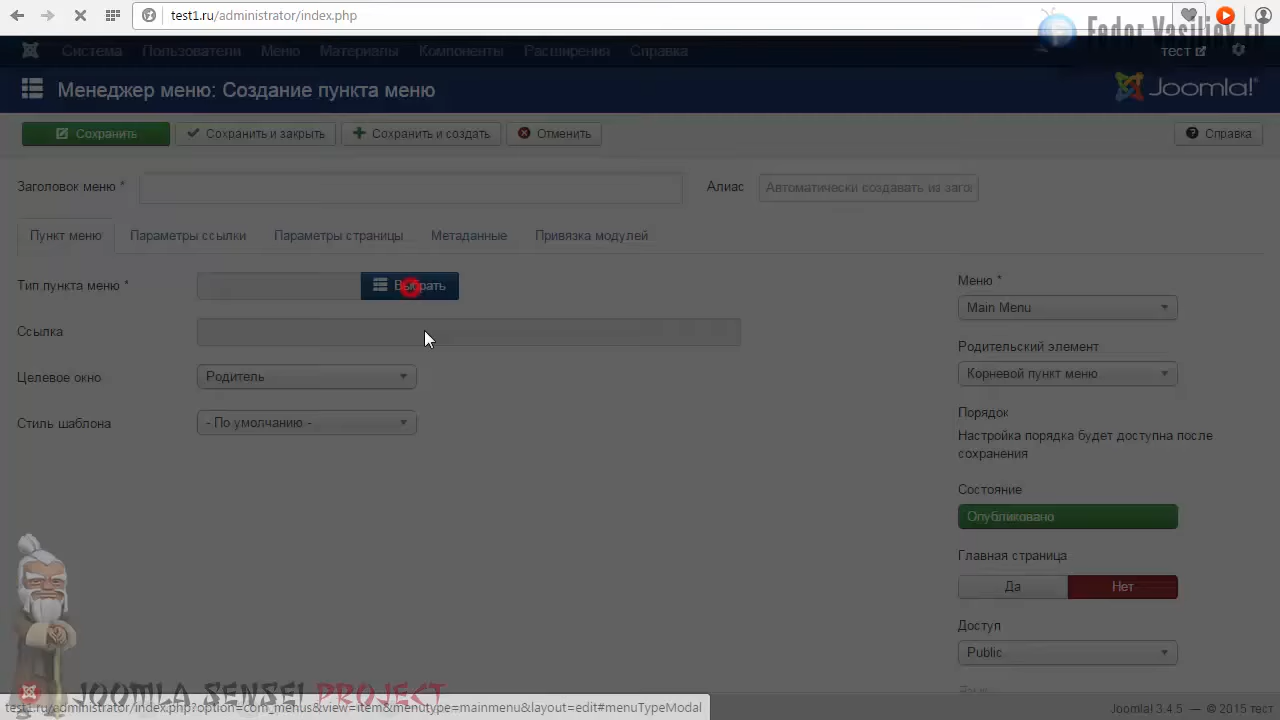 test1.ru/administrator/index.php
Fedor Vasiliev.ru
Система Пользователи Меню Материалы Компоненты Расширения Справка тест
Менеджер меню: Создание пункта меню
Joomla!®
Сохранить Сохранить и закрыть Сохранить и создать Отменить Справка
Заголовок меню * Алиас Автоматически создавать из заго
Пункт меню Параметры ссылки Параметры страницы Метаданные Привязка модулей
Тип пункта меню * Выбрать
Ссылка
Целевое окно Родитель
Стиль шаблона - По умолчанию -
Меню *
Main Menu
Родительский элемент
Корневой пункт меню
Порядок
Настройка порядка будет доступна после
сохранения
Состояние
Опубликовано
Главная страница
Да Нет
Доступ
Public
JOOMLA SENSEI PROJECT
test1.ru/administrator/index.php?option=com_menus&view=item&menutype=mainmenu&layout=edit#menuTypeModal
Joomla! 3.4.5 — © 2015 тест